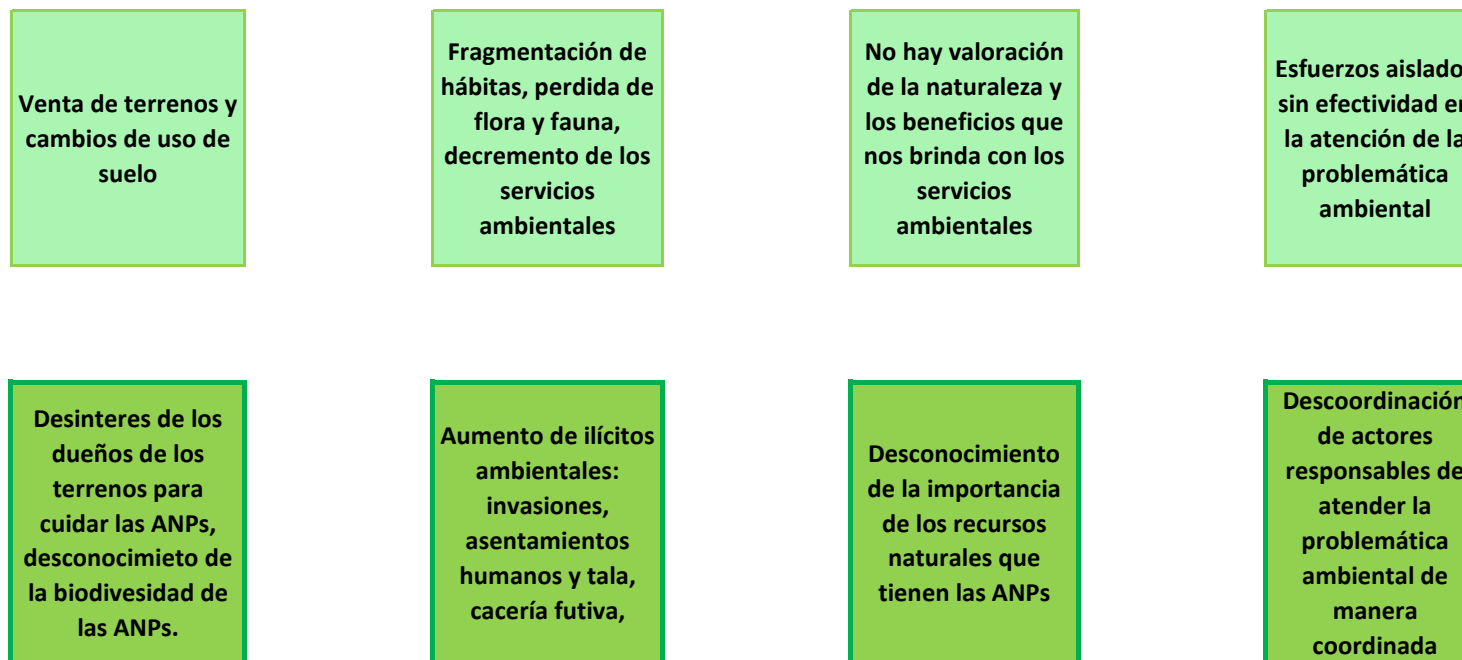 Venta de terrenos y
cambios de uso de
suelo
Fragmentación de
hábitas, perdida de
flora y fauna,
decremento de los
servicios
ambientales
No hay valoración
de la naturaleza y
los beneficios que
nos brinda con los
servicios
ambientales
Esfuerzos aislado
sin efectividad en
la atención de la
problemática
ambiental
Desinteres de los
dueños de los
terrenos para
cuidar las ANPs,
desconocimieto de
la biodivesidad de
las ANPs.
Aumento de ilícitos
ambientales:
invasiones,
asentamientos
humanos y tala,
cacería futiva,
Desconocimiento
de la importancia
de los recursos
naturales que
tienen las ANPs
Descoordinación
de actores
responsables de
atender la
problemática
ambiental de
manera
coordinada